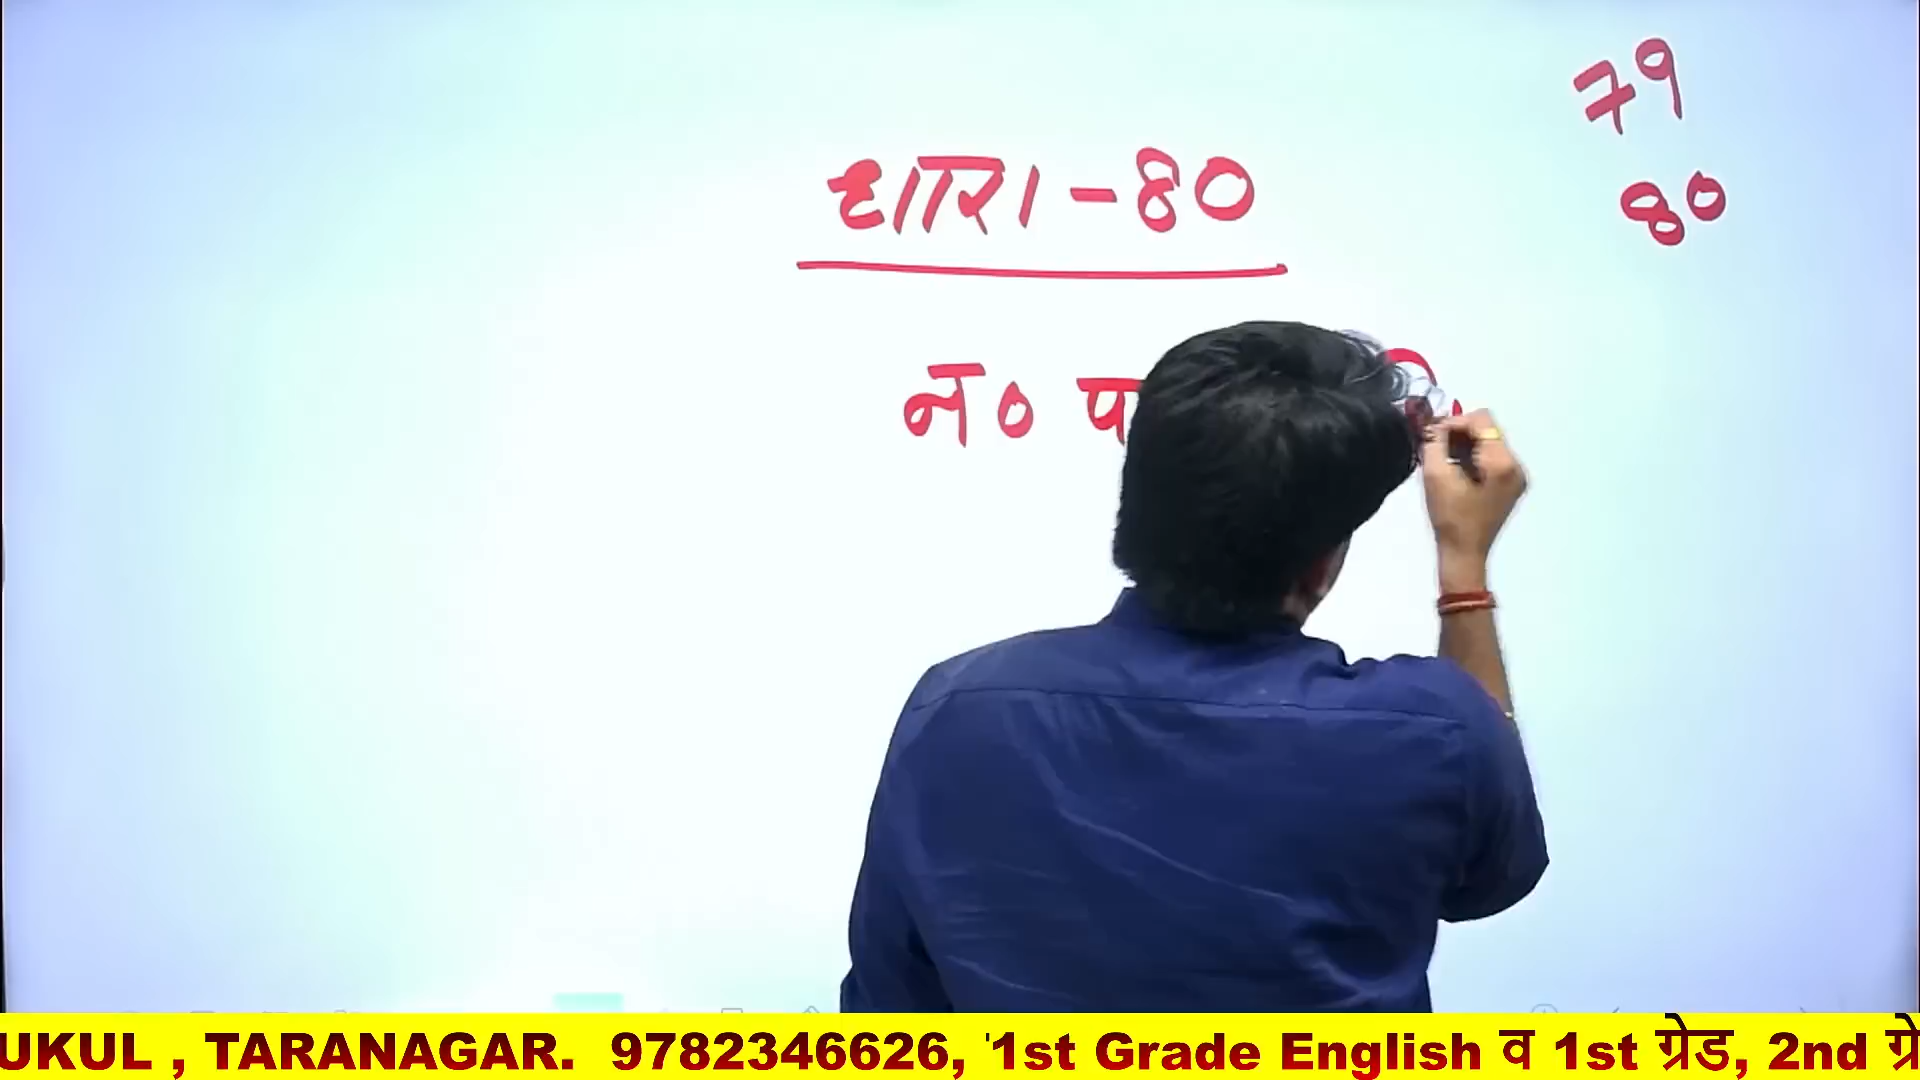 79
धारा-80
80
न०
UKUL , TARANAGAR. 9782346626, '1st Grade English व 1st ग्रेड, 2nd ग्रे